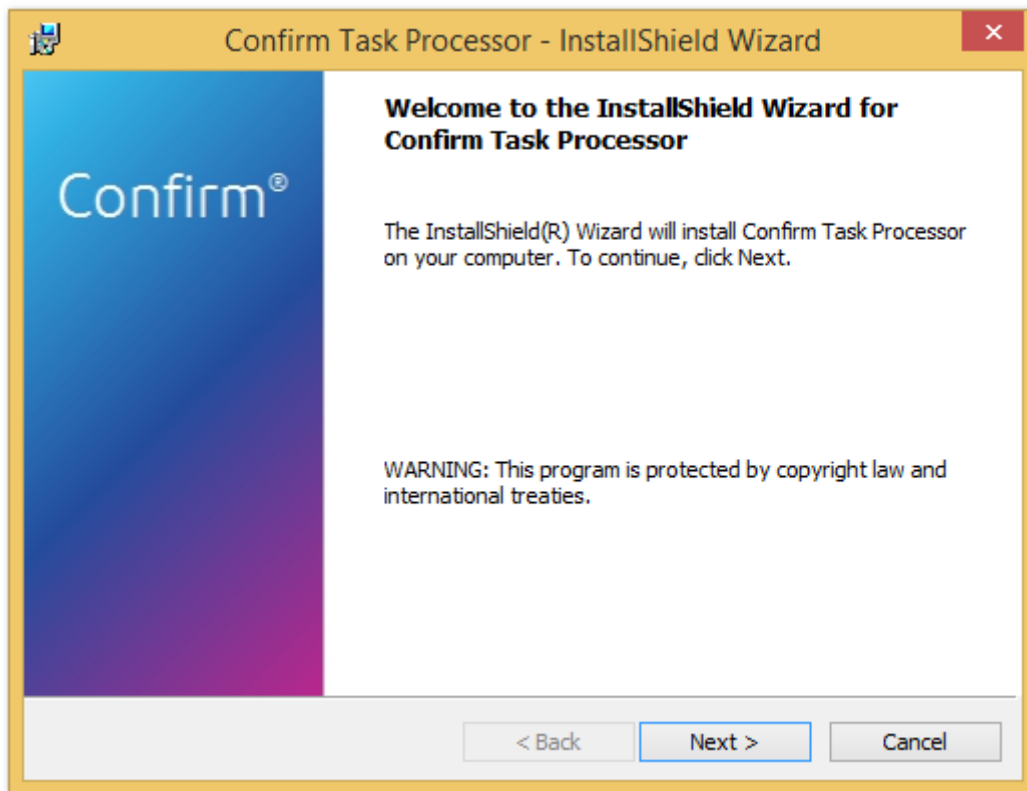 Confirm Task Processor - InstallShield Wizard
Confirm®
Welcome to the InstallShield Wizard for
Confirm Task Processor
The InstallShield(R) Wizard will install Confirm Task Processor
on your computer. To continue, click Next.
WARNING: This program is protected by copyright law and
international treaties.
< Back Next > Cancel